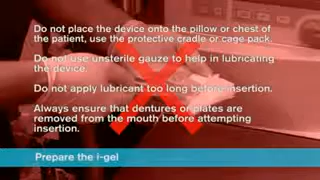 Do not place the device onto the pillow or chest of
the patient, use the protective cradle or cage pack.
Do not use unsterile gauze to help in lubricating
the device.
Do not apply lubricant too long before insertion.
Always ensure that dentures or plates are
removed from the mouth before attempting
insertion.
Prepare the i-gel